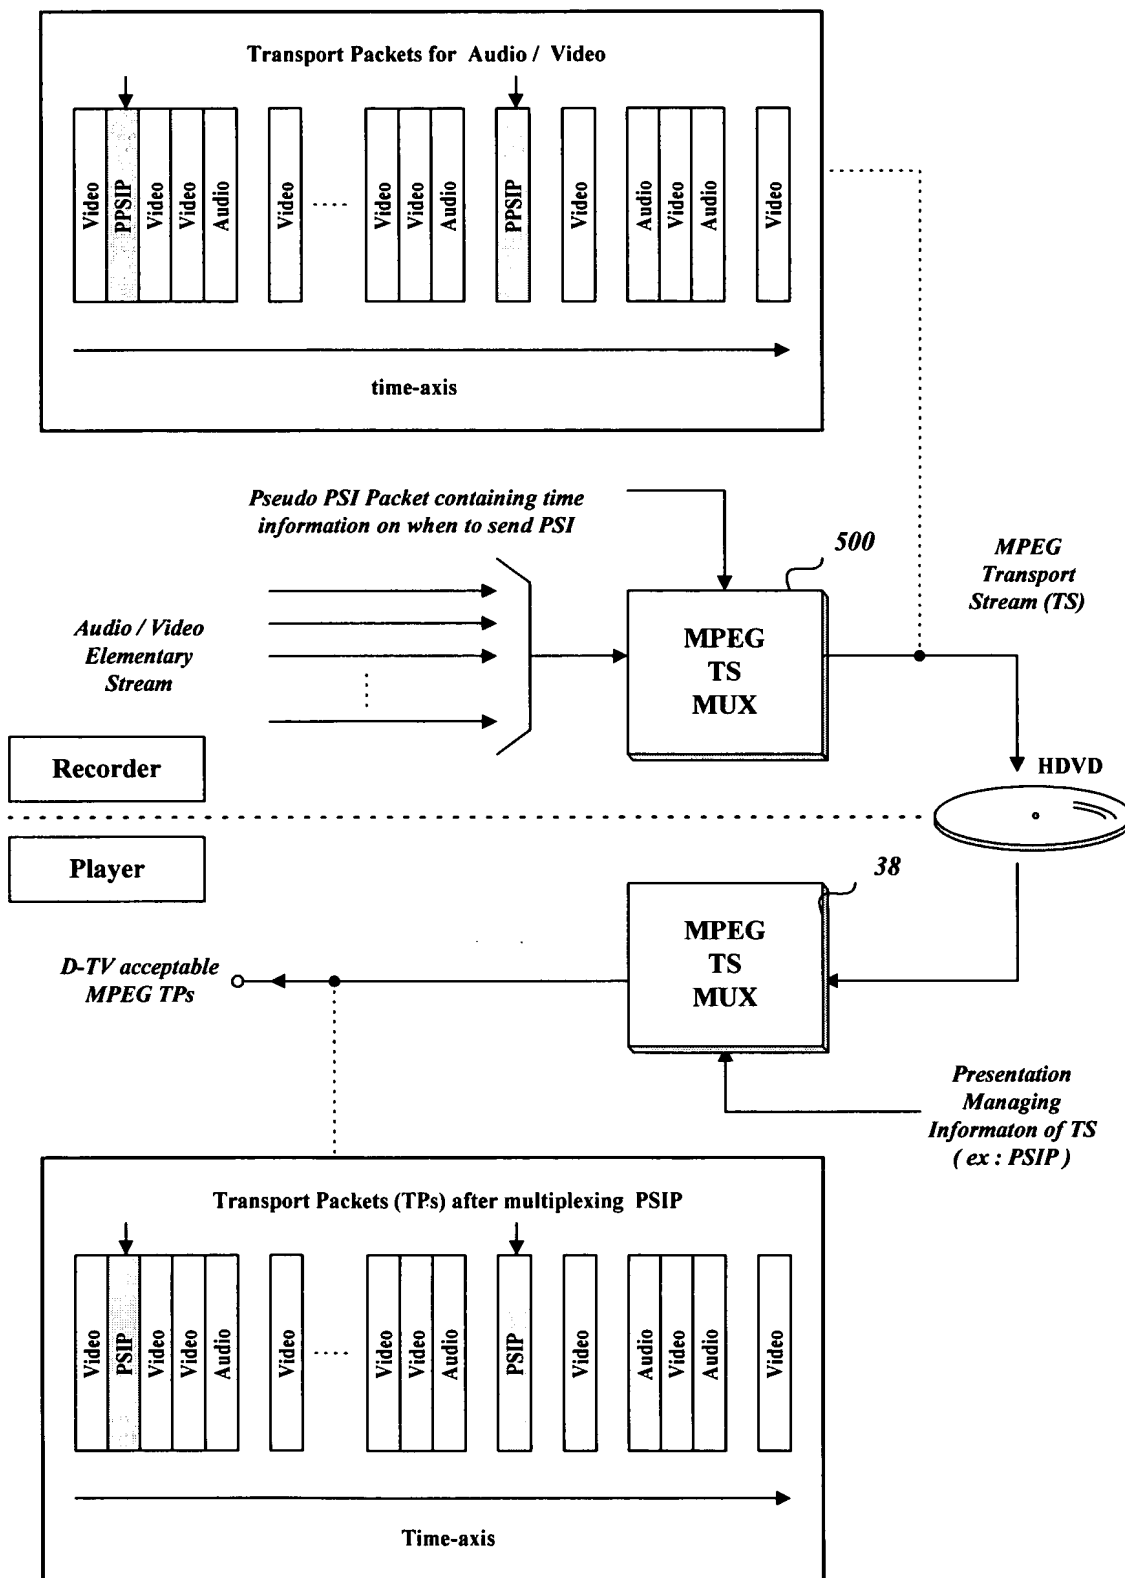 Transport Packets for Audio / Video
Video
PPSIP
Video
Video
Audio
Video
Video
Video
Audio
PPSIP
Video
Audio
Video
Audio
Video
time-axis
Pseudo PSI Packet containing time
information on when to send PSI
500
MPEG
Transport
Stream (TS)
Audio / Video
Elementary
Stream
MPEG
TS
MUX
Recorder
HDVD
Player
38
MPEG
TS
MUX
D-TV acceptable
MPEG TPs
Presentation
Managing
Informaton of TS
( ex : PSIP )
Transport Packets (TPs) after multiplexing PSIP
Video
PSIP
Video
Video
Audio
Video
Video
Video
Audio
PSIP
Video
Audio
Video
Audio
Video
Time-axis